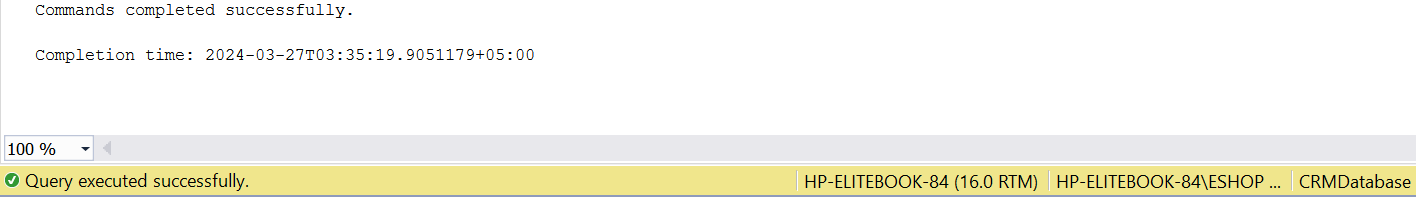 Commands completed successfully.
Completion time: 2024-03-27T03:35:19.9051179+05:00
100 %
Query executed successfully.
HP-ELITEBOOK-84 (16.0 RTM)
HP-ELITEBOOK-84\ESHOP ...
CRMDatabase